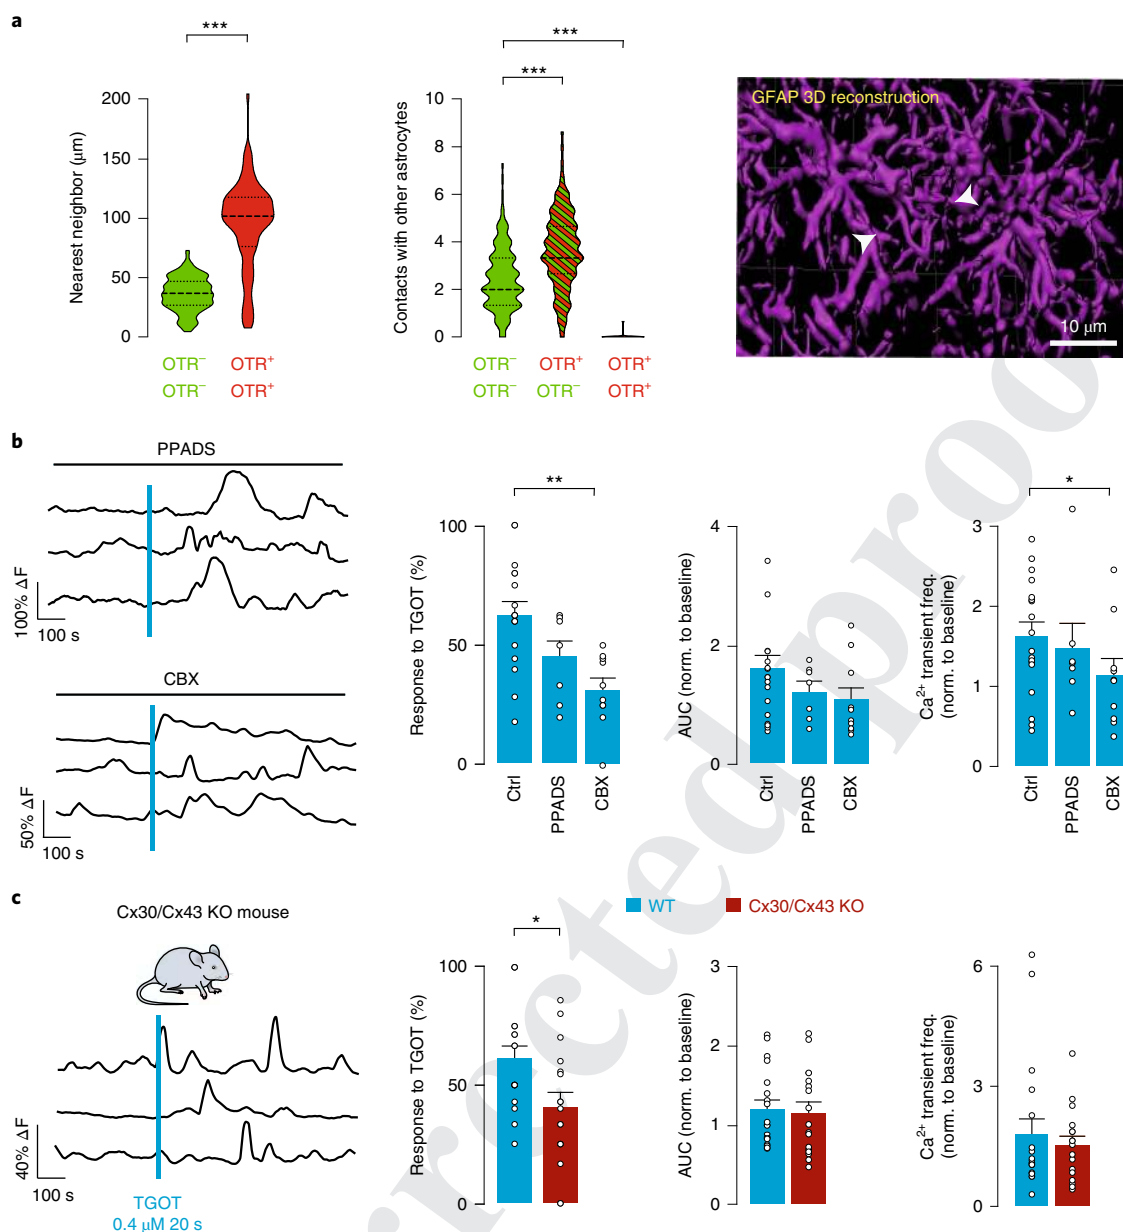 a
***
Nearest neighbor (μm)
200
150
100
50
0
OTR⁻ OTR⁺
OTR⁻ OTR⁺
***
***
Contacts with other astrocytes
10
8
6
4
2
0
OTR⁻ OTR⁺ OTR⁺
OTR⁻ OTR⁻ OTR⁺
GFAP 3D reconstruction
10 μm
b
PPADS
100% ΔF
100 s
CBX
50% ΔF
100 s
**
Response to TGOT (%)
100
50
0
Ctrl
PPADS
CBX
AUC (norm. to baseline)
4
2
0
Ctrl
PPADS
CBX
*
Ca²⁺ transient freq.
(norm. to baseline)
3
2
1
0
Ctrl
PPADS
CBX
c
Cx30/Cx43 KO mouse
40% ΔF
100 s
TGOT
0.4 μM 20 s
WT
Cx30/Cx43 KO
*
Response to TGOT (%)
100
50
0
AUC (norm. to baseline)
3
2
1
0
Ca²⁺ transient freq.
(norm. to baseline)
6
3
0
rected proo